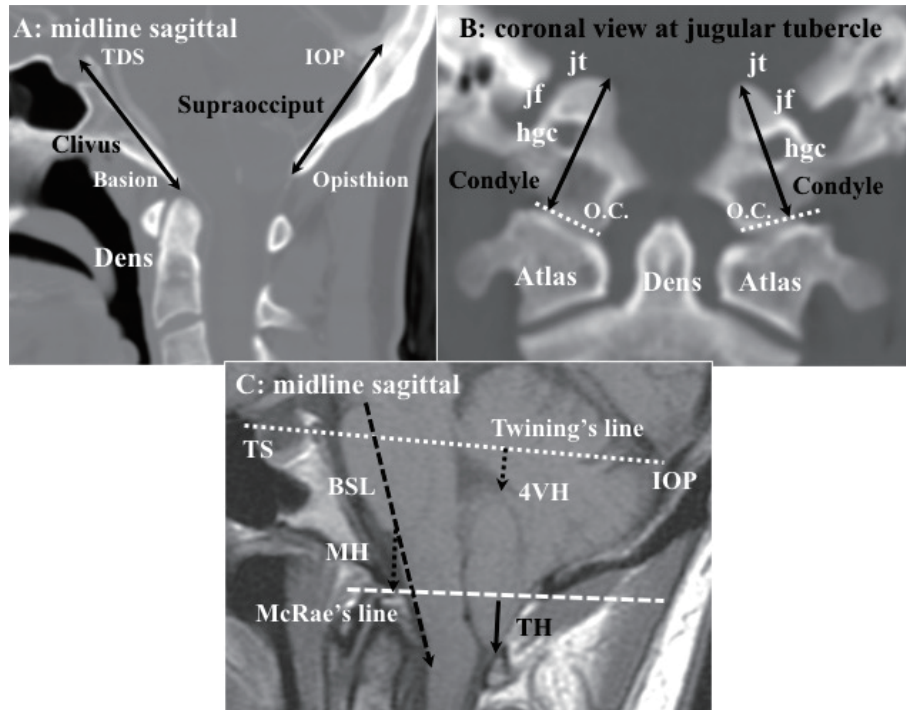 A: midline sagittal
TDS
IOP
Supraocciput
Clivus
Basion
Opisthion
Dens
B: coronal view at jugular tubercle
jt
jt
jf
jf
hgc
hgc
Condyle
Condyle
O.C.
O.C.
Atlas
Dens
Atlas
C: midline sagittal
Twining's line
TS
IOP
BSL
4VH
MH
McRae's line
TH